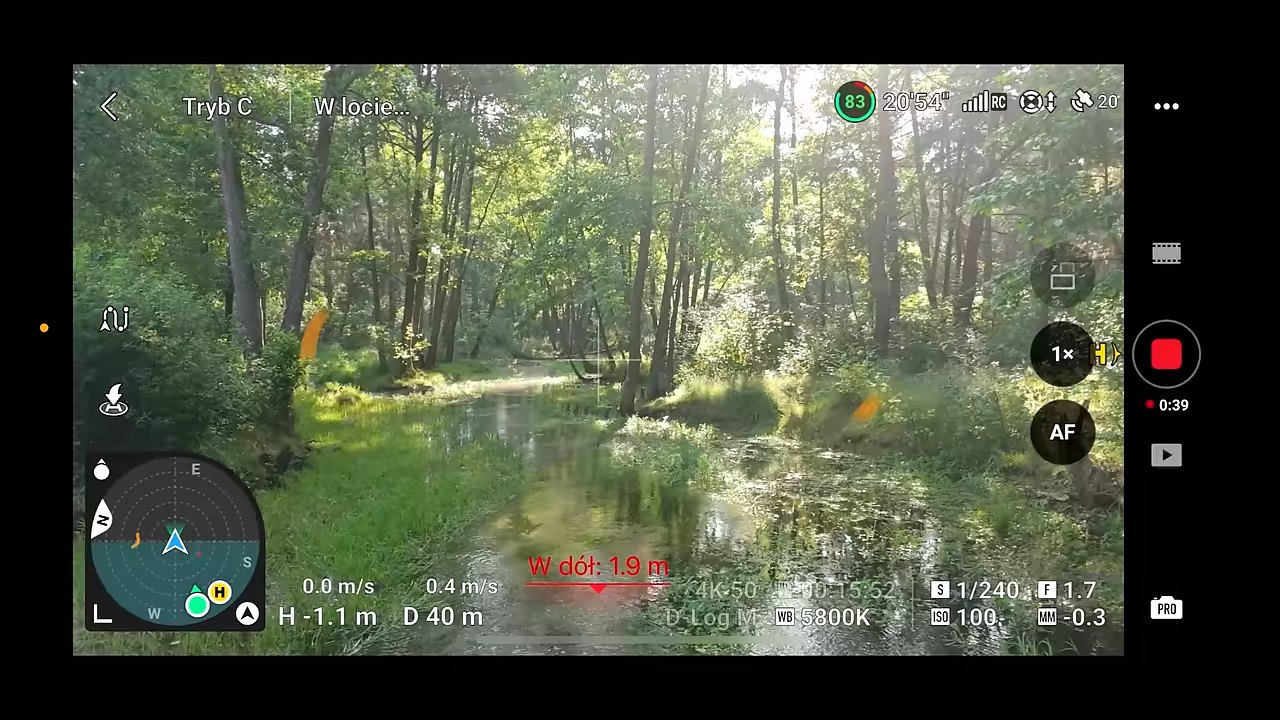 Tryb C W locie... 83 20'54" RC 20
1×
H
0:39
AF
E
N
S
W
H
L
W dół: 1.9 m
0.0 m/s 0.4 m/s
H -1.1 m D 40 m
4K·50 00:15:52 S 1/240 F 1.7
D-Log M WB 5800K ISO 100 MM -0.3
PRO